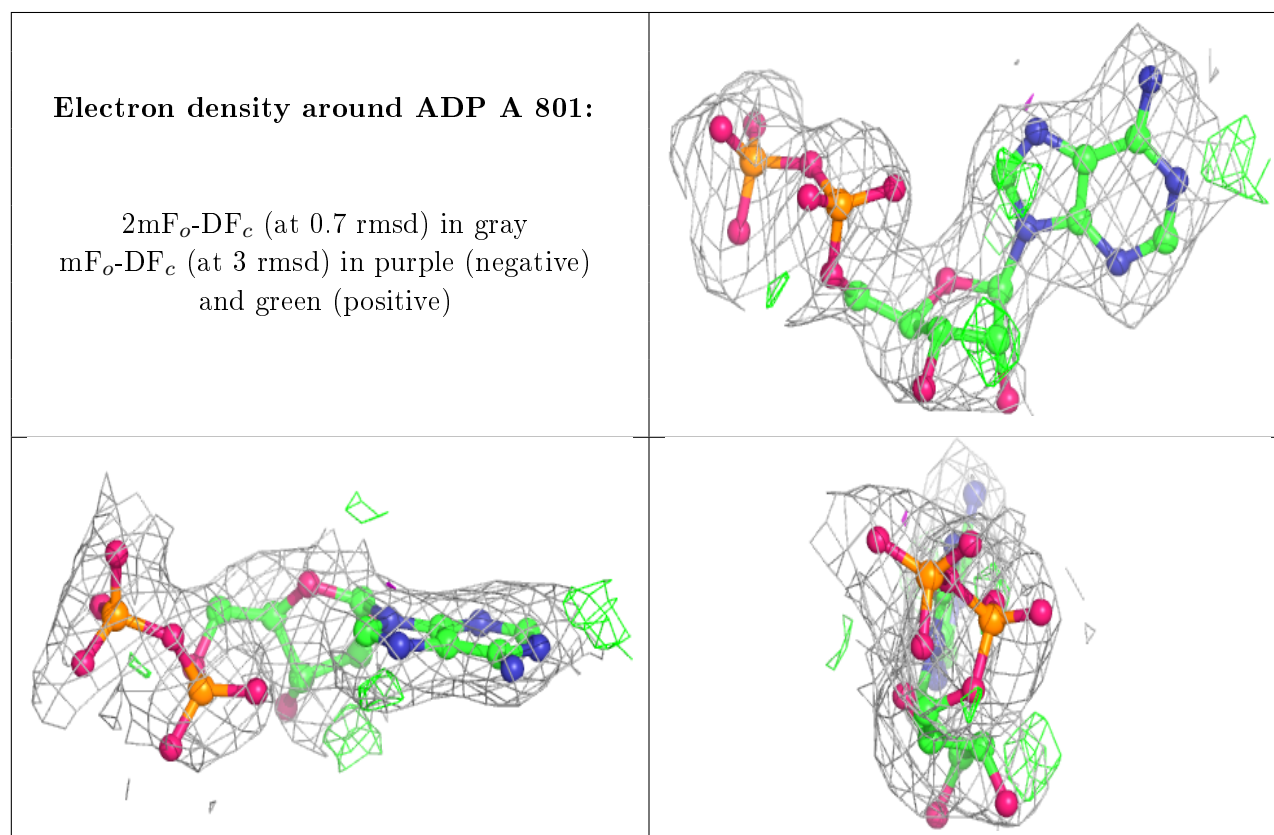 Electron density around ADP A 801:
2mFₒ-DF𝒸 (at 0.7 rmsd) in gray
mFₒ-DF𝒸 (at 3 rmsd) in purple (negative)
and green (positive)